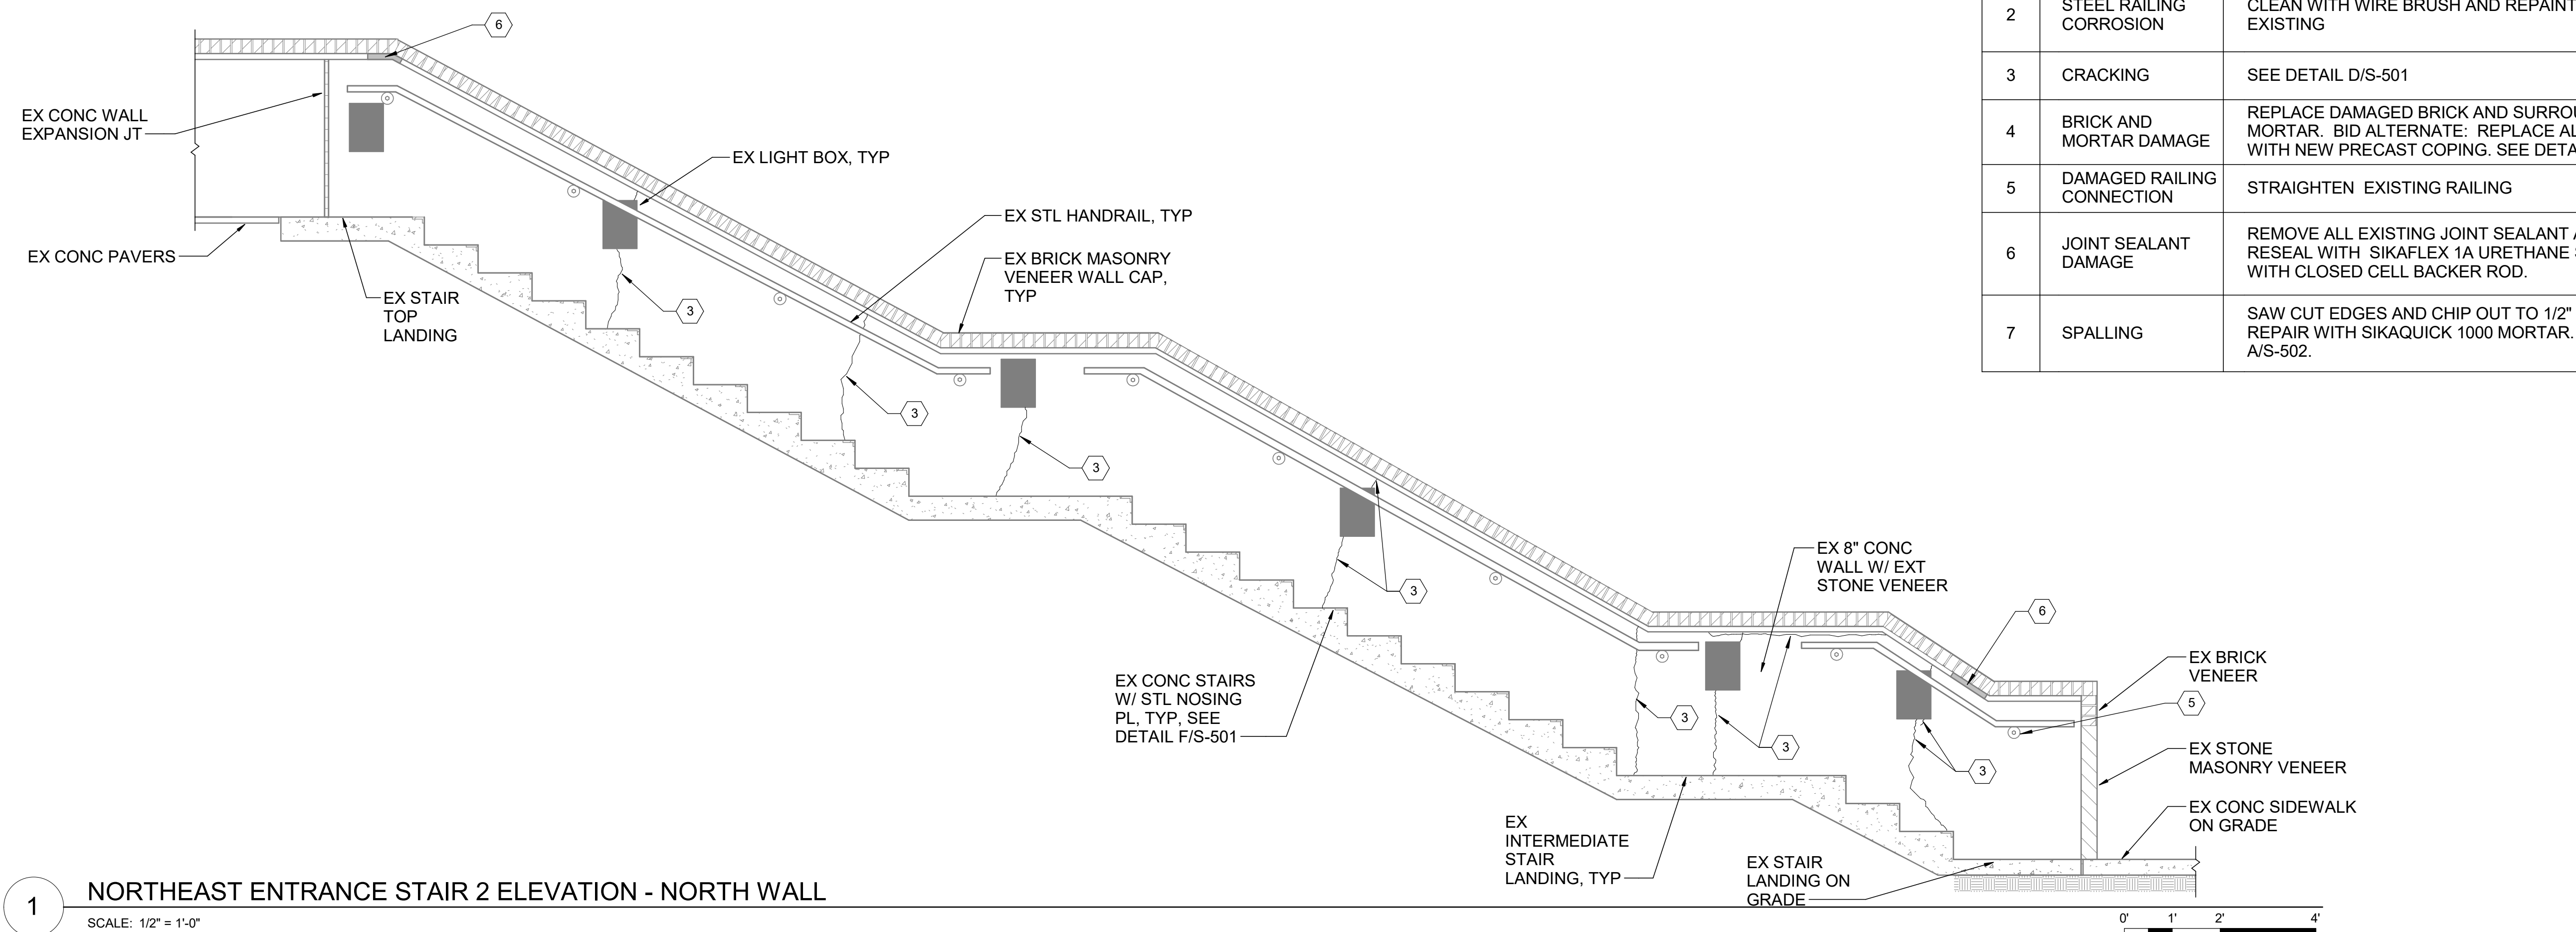 6
EX CONC WALL
EXPANSION JT
EX LIGHT BOX, TYP
EX STL HANDRAIL, TYP
EX CONC PAVERS
EX BRICK MASONRY
VENEER WALL CAP,
TYP
EX STAIR
TOP
LANDING
3
3
3
EX 8" CONC
WALL W/ EXT
STONE VENEER
3
6
EX CONC STAIRS
W/ STL NOSING
PL, TYP, SEE
DETAIL F/S-501
EX BRICK
VENEER
5
3
3
3
EX STONE
MASONRY VENEER
EX CONC SIDEWALK
ON GRADE
EX
INTERMEDIATE
STAIR
LANDING, TYP
EX STAIR
LANDING ON
GRADE
2
STEEL RAILING
CORROSION
CLEAN WITH WIRE BRUSH AND REPAINT
EXISTING
3
CRACKING
SEE DETAIL D/S-501
4
BRICK AND
MORTAR DAMAGE
REPLACE DAMAGED BRICK AND
MORTAR. BID ALTERNATE: REPLACE
WITH NEW PRECAST COPING. SEE
5
DAMAGED RAILING
CONNECTION
STRAIGHTEN EXISTING RAILING
6
JOINT SEALANT
DAMAGE
REMOVE ALL EXISTING JOINT SEALANT
RESEAL WITH SIKAFLEX 1A URETHANE
WITH CLOSED CELL BACKER ROD.
7
SPALLING
SAW CUT EDGES AND CHIP OUT TO 1/2"
REPAIR WITH SIKAQUICK 1000 MORTAR.
A/S-502.
1
NORTHEAST ENTRANCE STAIR 2 ELEVATION - NORTH WALL
SCALE: 1/2" = 1'-0"
0' 1' 2' 4'